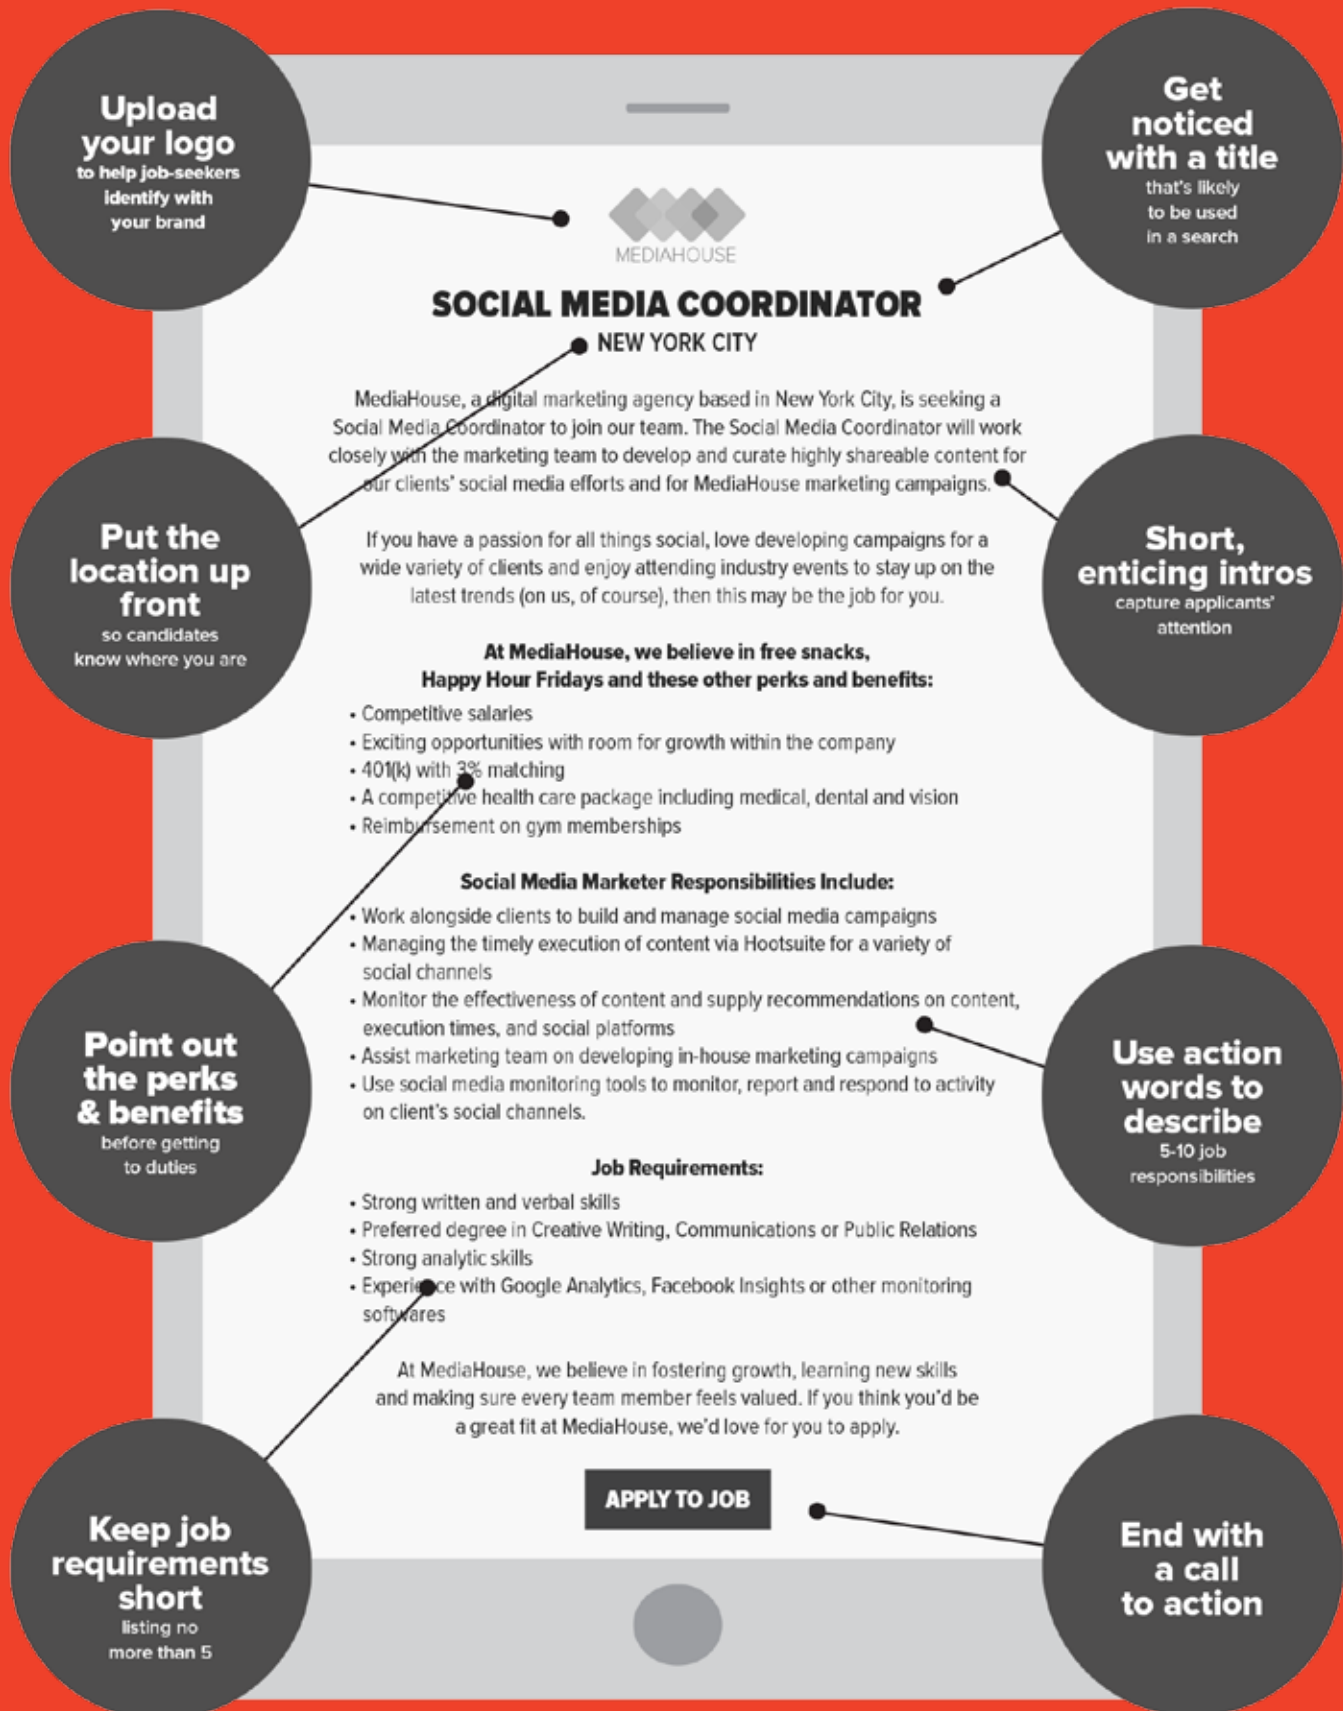 Upload
your logo
to help job-seekers
identify with
your brand
Get
noticed
with a title
that's likely
to be used
in a search
MEDIAHOUSE
SOCIAL MEDIA COORDINATOR
NEW YORK CITY
MediaHouse, a digital marketing agency based in New York City, is seeking a
Social Media Coordinator to join our team. The Social Media Coordinator will work
closely with the marketing team to develop and curate highly shareable content for
our clients' social media efforts and for MediaHouse marketing campaigns.
Put the
location up
front
so candidates
know where you are
Short,
enticing intros
capture applicants'
attention
If you have a passion for all things social, love developing campaigns for a
wide variety of clients and enjoy attending industry events to stay up on the
latest trends (on us, of course), then this may be the job for you.
At MediaHouse, we believe in free snacks,
Happy Hour Fridays and these other perks and benefits:
• Competitive salaries
• Exciting opportunities with room for growth within the company
• 401(k) with 3% matching
• A competitive health care package including medical, dental and vision
• Reimbursement on gym memberships
Point out
the perks
& benefits
before getting
to duties
Social Media Marketer Responsibilities Include:
• Work alongside clients to build and manage social media campaigns
• Managing the timely execution of content via Hootsuite for a variety of
social channels
• Monitor the effectiveness of content and supply recommendations on content,
execution times, and social platforms
• Assist marketing team on developing in-house marketing campaigns
• Use social media monitoring tools to monitor, report and respond to activity
on client's social channels.
Use action
words to
describe
5-10 job
responsibilities
Job Requirements:
• Strong written and verbal skills
• Preferred degree in Creative Writing, Communications or Public Relations
• Strong analytic skills
• Experience with Google Analytics, Facebook Insights or other monitoring
softwares
Keep job
requirements
short
listing no
more than 5
At MediaHouse, we believe in fostering growth, learning new skills
and making sure every team member feels valued. If you think you'd be
a great fit at MediaHouse, we'd love for you to apply.
APPLY TO JOB
End with
a call
to action